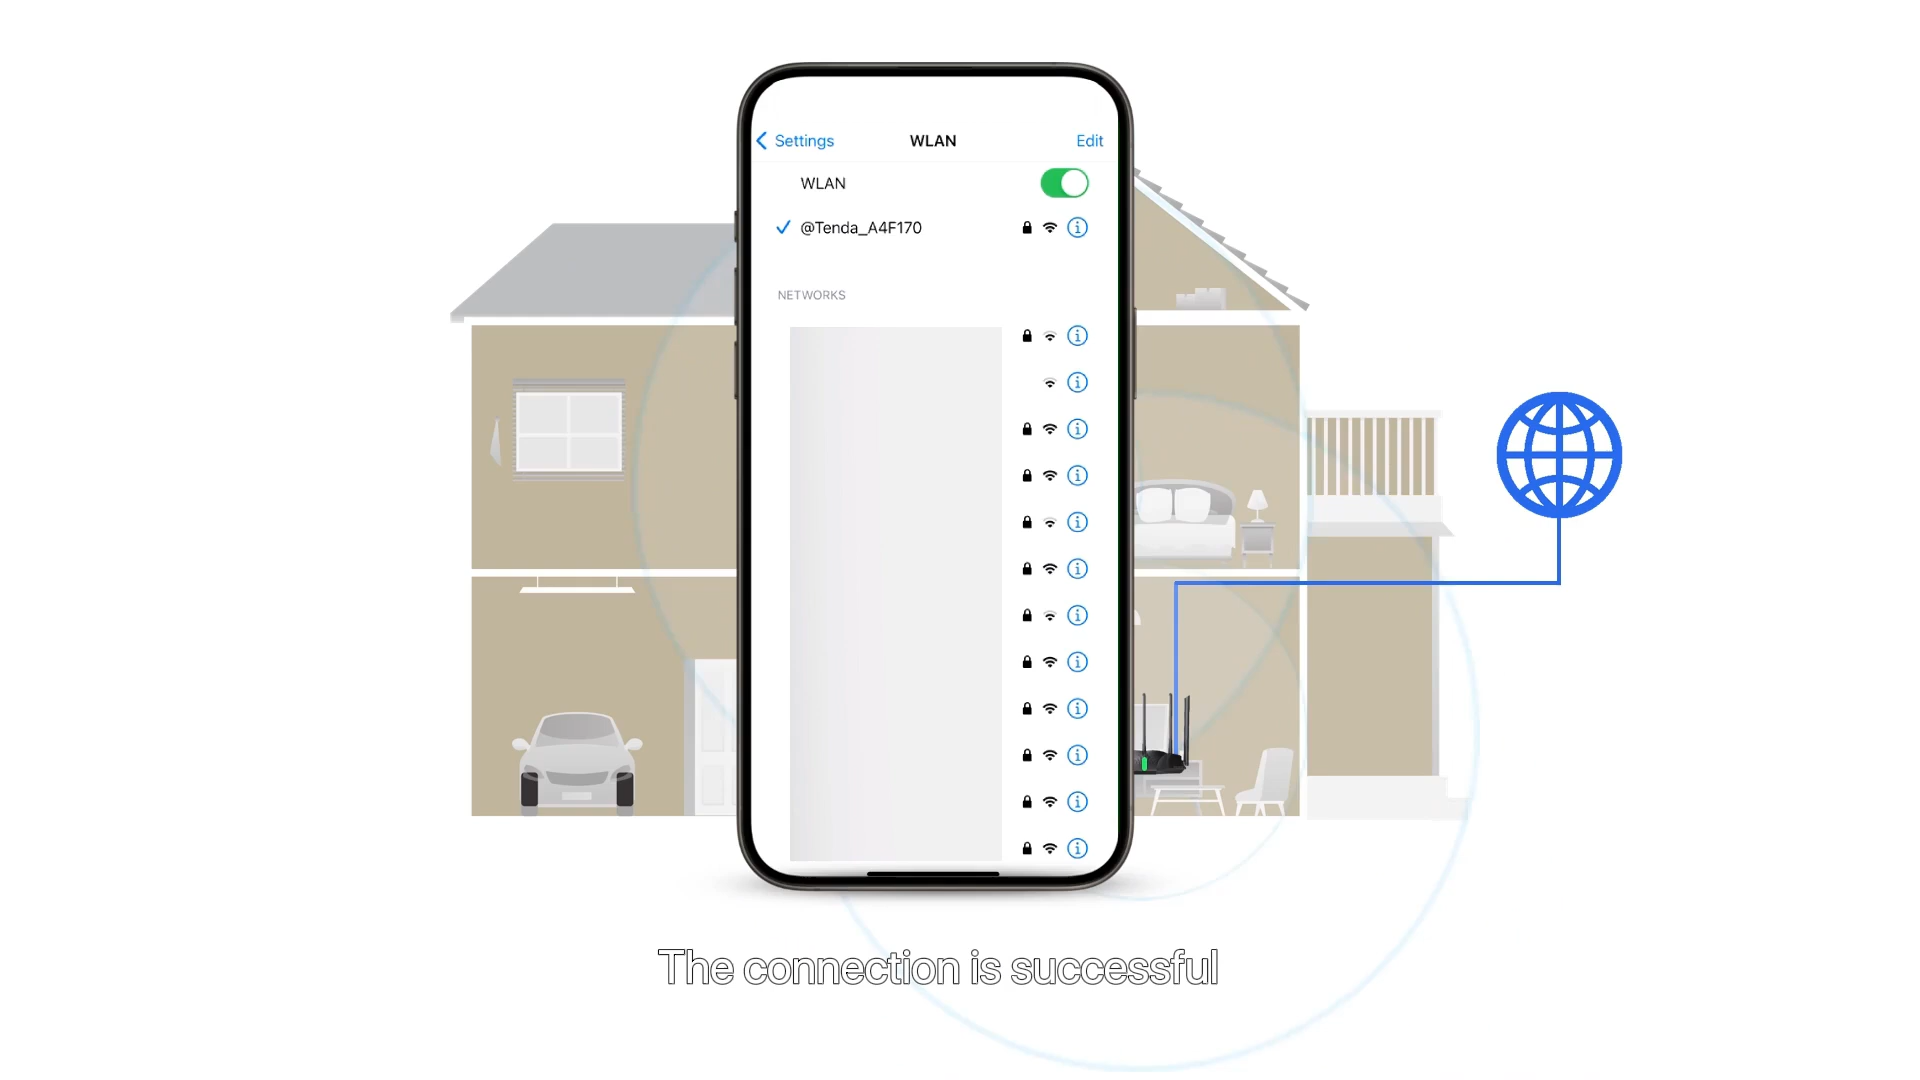 Settings
WLAN
Edit
WLAN
@Tenda_A4F170
NETWORKS
The connection is successful